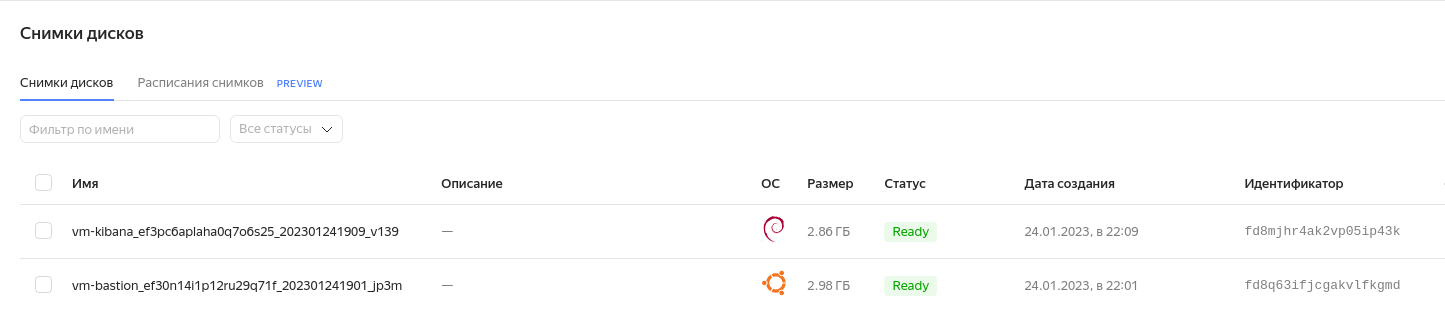 Снимки дисков
Снимки дисков Расписания снимков PREVIEW
Фильтр по имени Все статусы
Имя Описание ОС Размер Статус Дата создания Идентификатор
vm-kibana_ef3pc6aplaha0q7o6s25_202301241909_v139 — 2.86 ГБ Ready 24.01.2023, в 22:09 fd8mjhr4ak2vp05ip43k
vm-bastion_ef30n14i1p12ru29q71f_202301241901_jp3m — 2.98 ГБ Ready 24.01.2023, в 22:01 fd8q63ifjcgakvlfkgmd